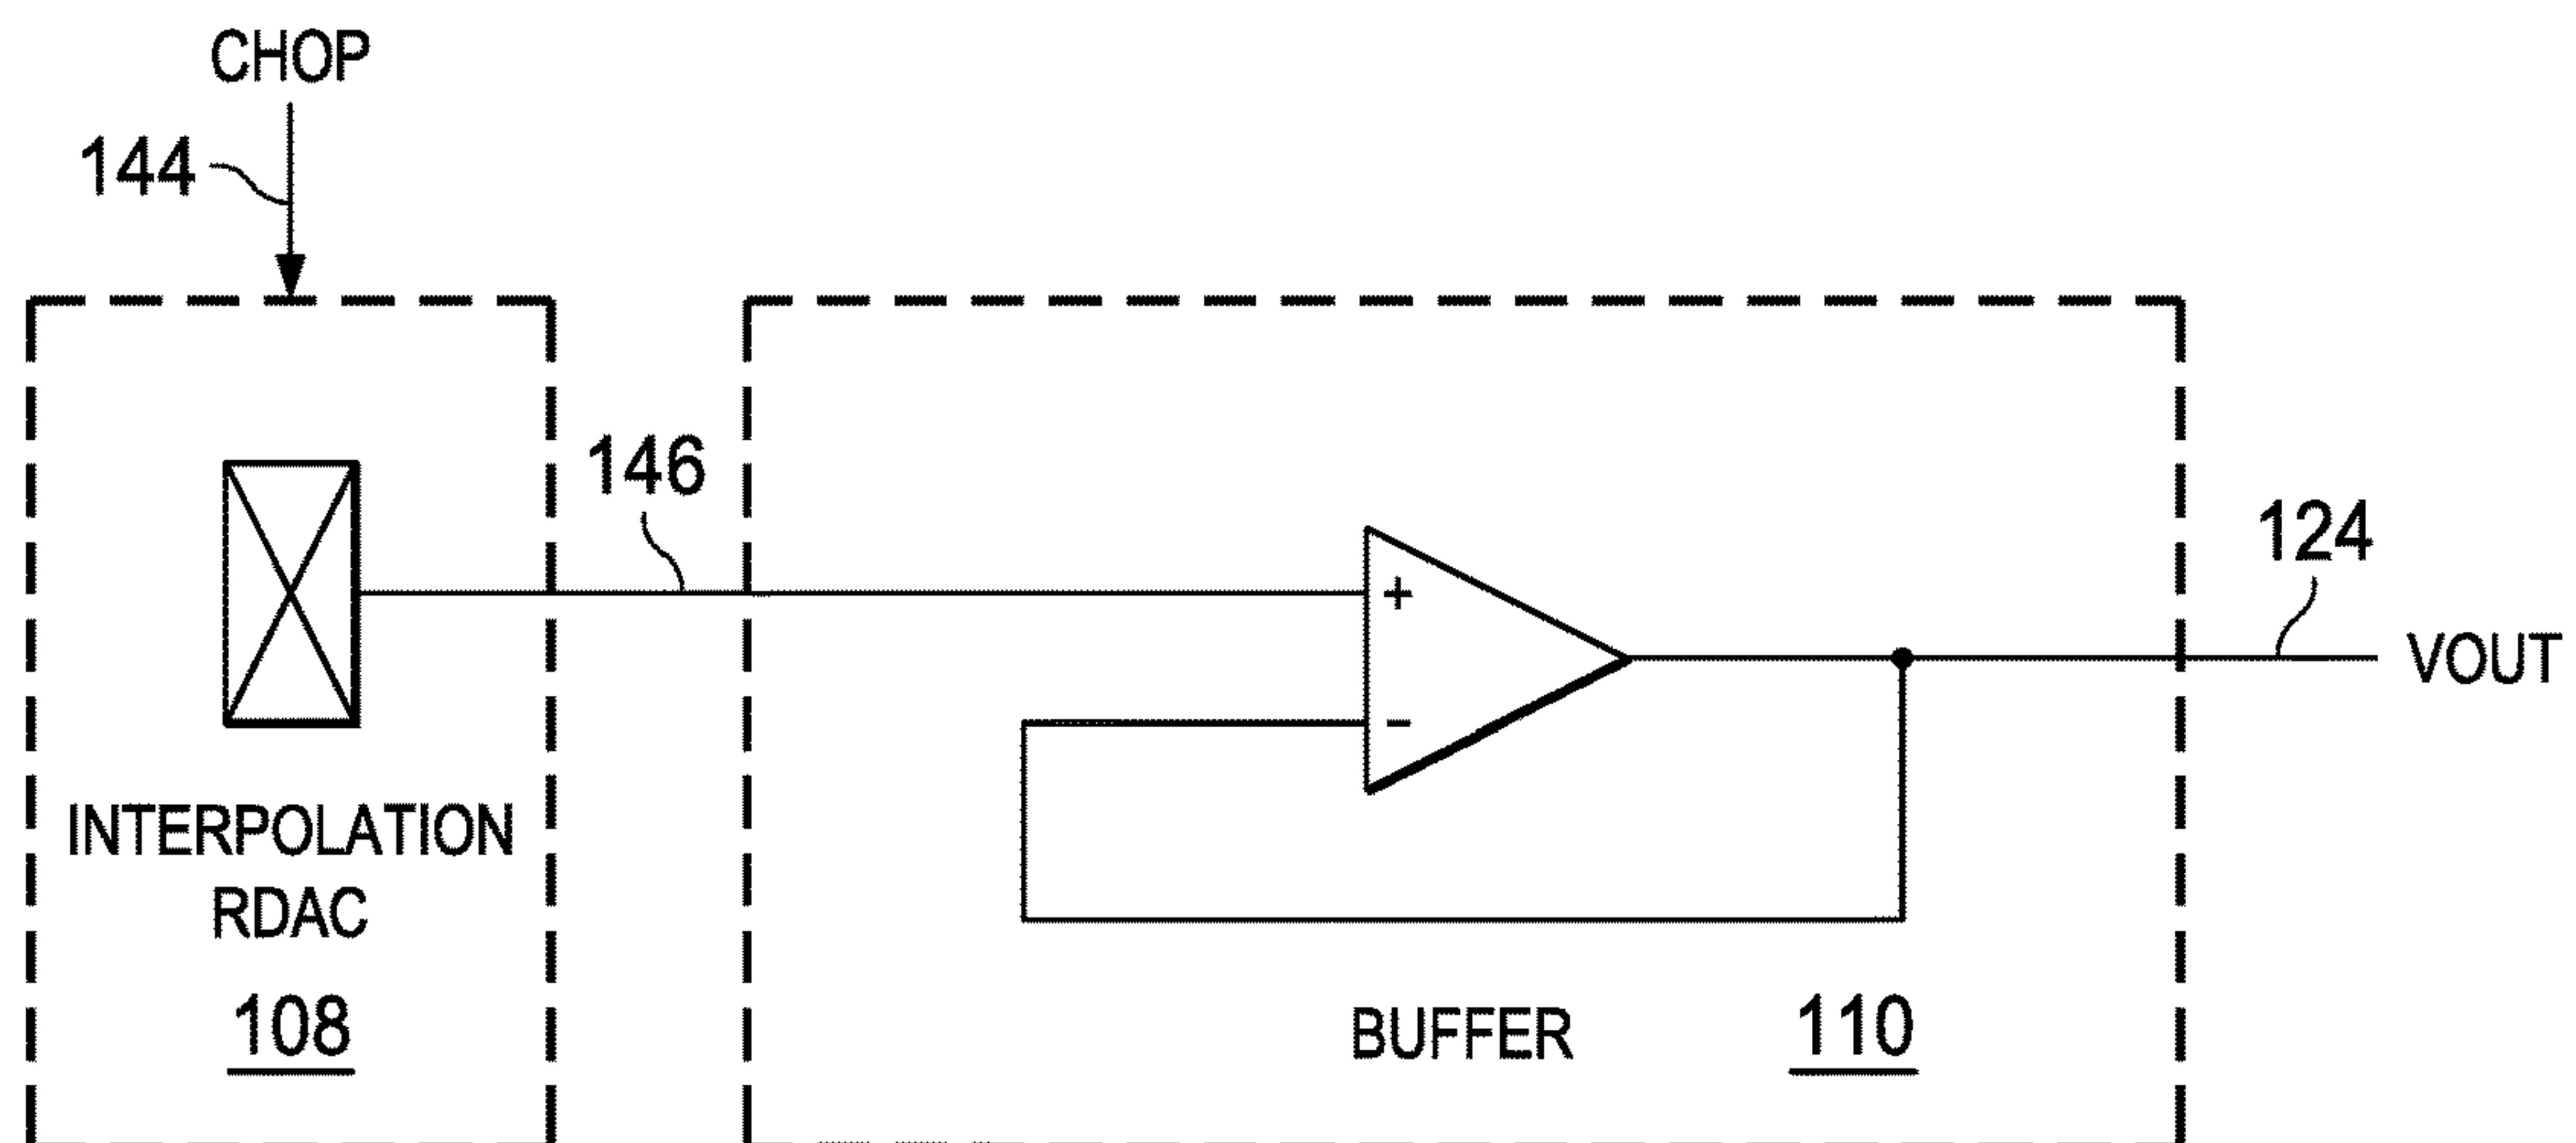 CHOP
144
146
+
-
124
VOUT
INTERPOLATION
RDAC
108
BUFFER 110